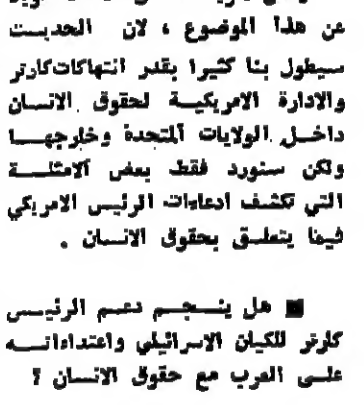 عن هذا الموضوع ، لان الحديث
سيطول بنا كثيرا بقدر انتهاكات كارتر
والادارة الامريكية لحقوق الانسان
داخل الولايات المتحدة وخارجها
ولكن سنورد فقط بعض الامثلة
التي تكشف ادعاءات الرئيس الامريكي
فيما يتعلق بحقوق الانسان .
■ هل ينسجم دعم الرئيس
كارتر للكيان الاسرائيلي واعتداءاته
على العرب مع حقوق الانسان ؟